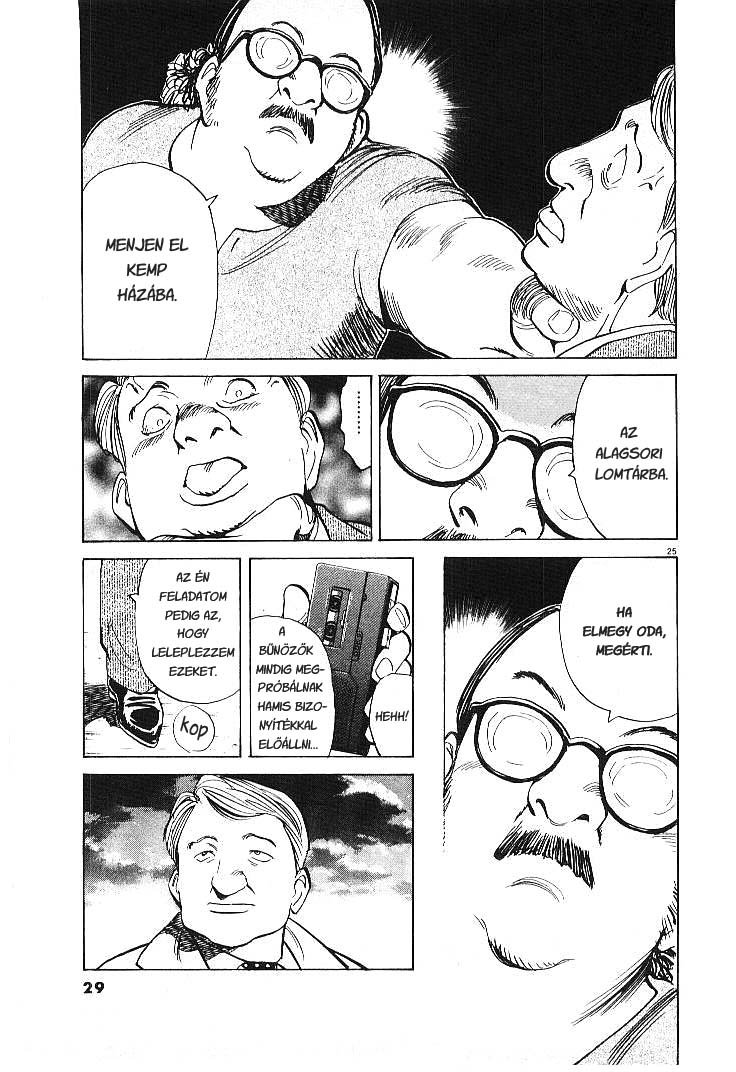 MENJEN EL
KEMP
HÁZÁBA.
AZ
ALAGSORI
LOMTÁRBA.
..........
25
HA
ELMEGY ODA,
MEGÉRTI.
HEHH!
A
BŰNÖZŐK
MINDIG MEG-
PRÓBÁLNAK
HAMIS BIZO-
NYÍTÉKKAL
ELŐÁLLNI...
AZ ÉN
FELADATOM
PEDIG AZ,
HOGY
LELEPLEZZEM
EZEKET.
kop
29